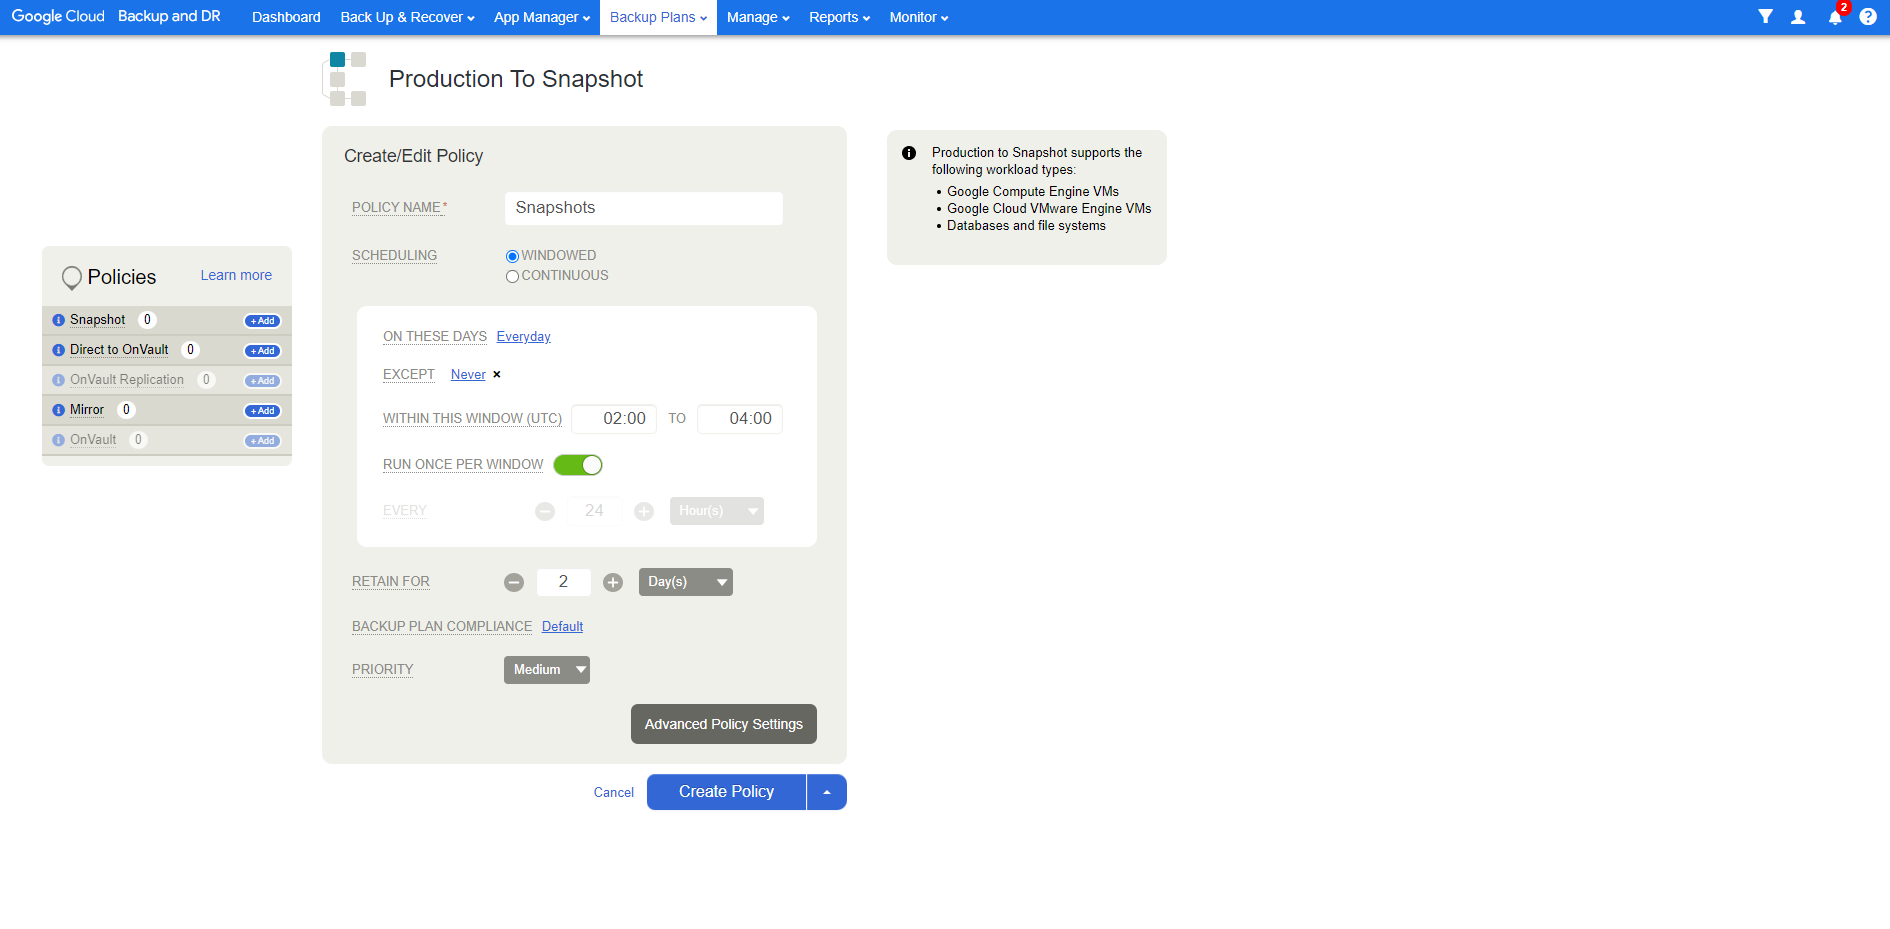 Google Cloud Backup and DR Dashboard Back Up & Recover App Manager Backup Plans Manage Reports Monitor 2 ?
Production To Snapshot
Create/Edit Policy
POLICY NAME* Snapshots
SCHEDULING WINDOWED
CONTINUOUS
ON THESE DAYS Everyday
EXCEPT Never ×
WITHIN THIS WINDOW (UTC) 02:00 TO 04:00
RUN ONCE PER WINDOW
EVERY − 24 + Hour(s)
RETAIN FOR − 2 + Day(s)
BACKUP PLAN COMPLIANCE Default
PRIORITY Medium
Advanced Policy Settings
Cancel Create Policy
Policies Learn more
i Snapshot 0 + Add
i Direct to OnVault 0 + Add
i OnVault Replication 0 + Add
i Mirror 0 + Add
i OnVault 0 + Add
i Production to Snapshot supports the
following workload types:
• Google Compute Engine VMs
• Google Cloud VMware Engine VMs
• Databases and file systems